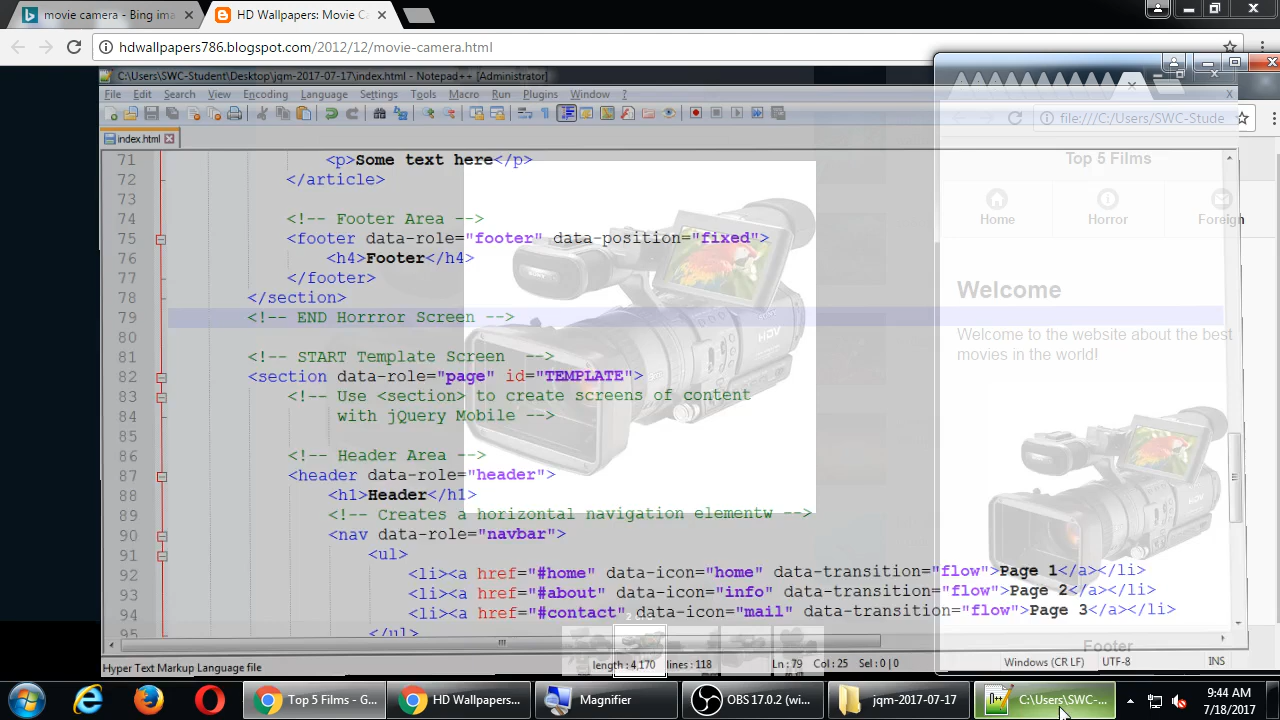 movie camera - Bing ima
HD Wallpapers: Movie Ca
hdwallpapers786.blogspot.com/2012/12/movie-camera.html
C:\Users\SWC-Student\Desktop\jqm-2017-07-17\index.html - Notepad++ [Administrator]
File Edit Search View Encoding Language Settings Tools Macro Run Plugins Window ?
X
index.html
file:///C:/Users/SWC-Stude
71 <p>Some text here</p>
72 </article>
73
74 <!-- Footer Area -->
75 <footer data-role="footer" data-position="fixed">
76 <h4>Footer</h4>
77 </footer>
78 </section>
79 <!-- END Horrror Screen -->
80
81 <!-- START Template Screen -->
82 <section data-role="page" id="TEMPLATE">
83 <!-- Use <section> to create screens of content
84 with jQuery Mobile -->
85
86 <!-- Header Area -->
87 <header data-role="header">
88 <h1>Header</h1>
89 <!-- Creates a horizontal navigation elementw -->
90 <nav data-role="navbar">
91 <ul>
92 <li><a href="#home" data-icon="home" data-transition="flow">Page 1</a></li>
93 <li><a href="#about" data-icon="info" data-transition="flow">Page 2</a></li>
94 <li><a href="#contact" data-icon="mail" data-transition="flow">Page 3</a></li>
95 </ul>
Top 5 Films
Home Horror Foreign
Welcome
Welcome to the website about the best
movies in the world!
HDV
Footer
Hyper Text Markup Language file length : 4,170 lines : 118 Ln : 79 Col : 25 Sel : 0 | 0 Windows (CR LF) UTF-8 INS
Top 5 Films - G...
HD Wallpapers...
Magnifier
OBS 17.0.2 (wi...
jqm-2017-07-17
C:\Users\SWC-...
9:44 AM
7/18/2017